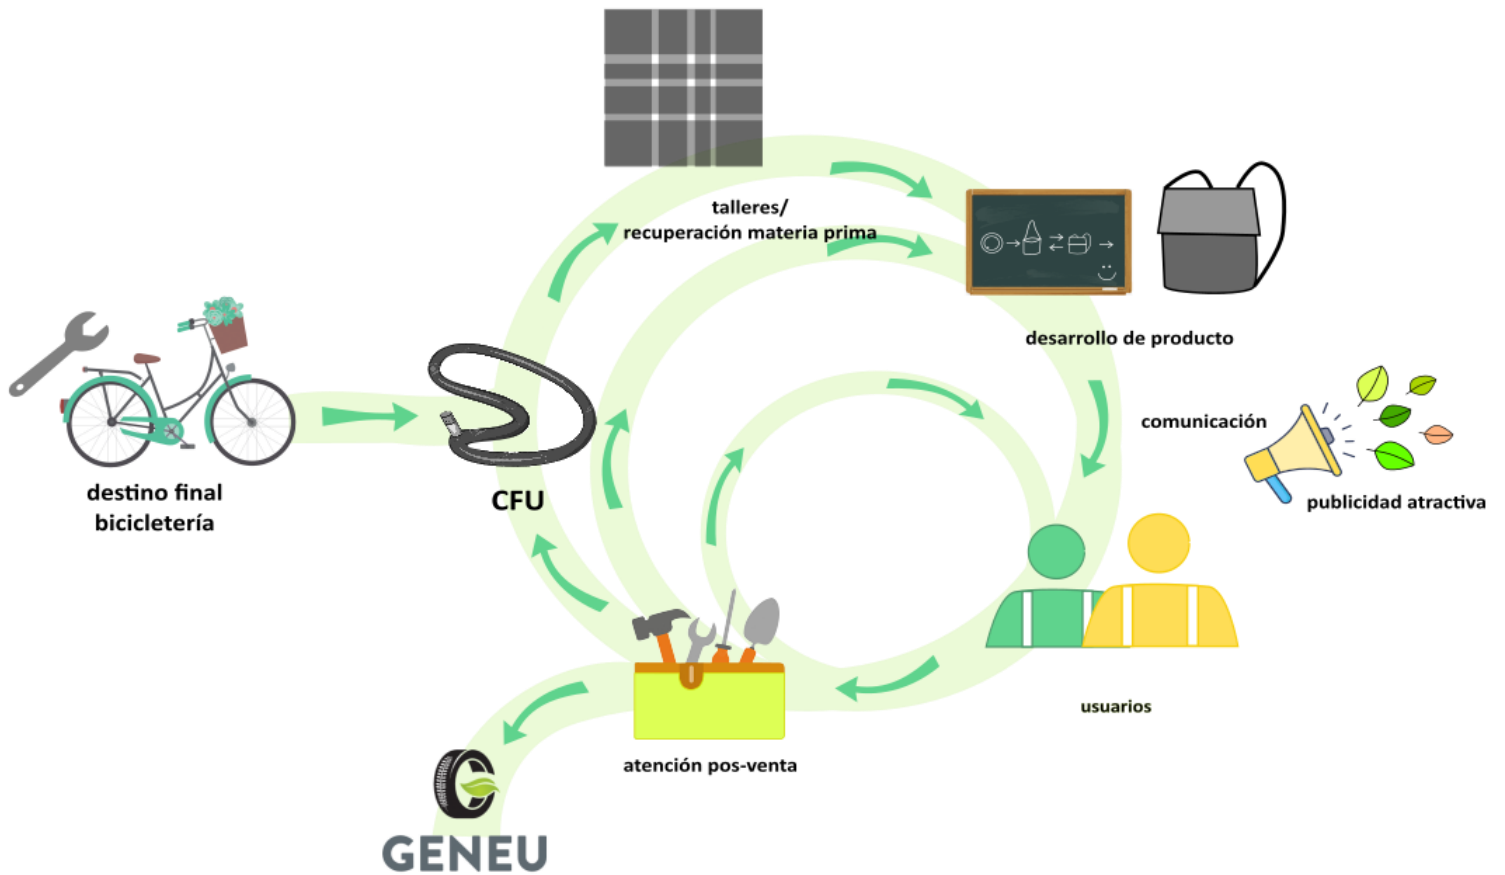 talleres/
recuperación materia prima
desarrollo de producto
comunicación
publicidad atractiva
destino final
bicicletería
CFU
usuarios
atención pos-venta
GENEU